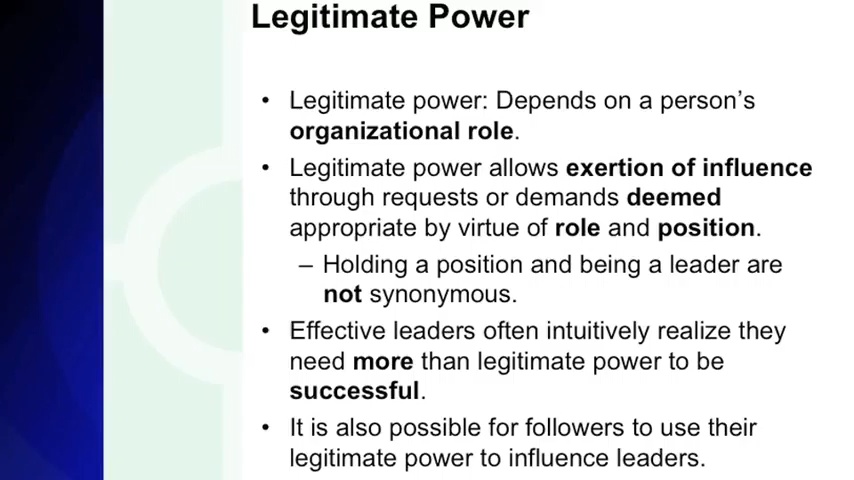 Legitimate Power
• Legitimate power: Depends on a person's
organizational role.
• Legitimate power allows exertion of influence
through requests or demands deemed
appropriate by virtue of role and position.
– Holding a position and being a leader are
not synonymous.
• Effective leaders often intuitively realize they
need more than legitimate power to be
successful.
• It is also possible for followers to use their
legitimate power to influence leaders.